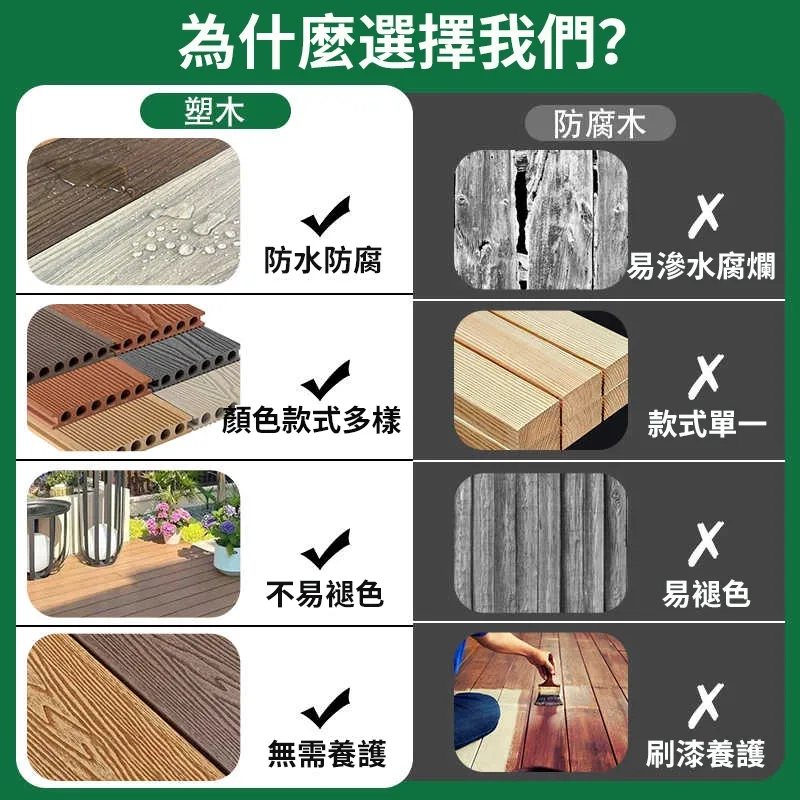 為什麼選擇我們？
塑木
防腐木
防水防腐
易滲水腐爛
顏色款式多樣
款式單一
不易褪色
易褪色
無需養護
刷漆養護